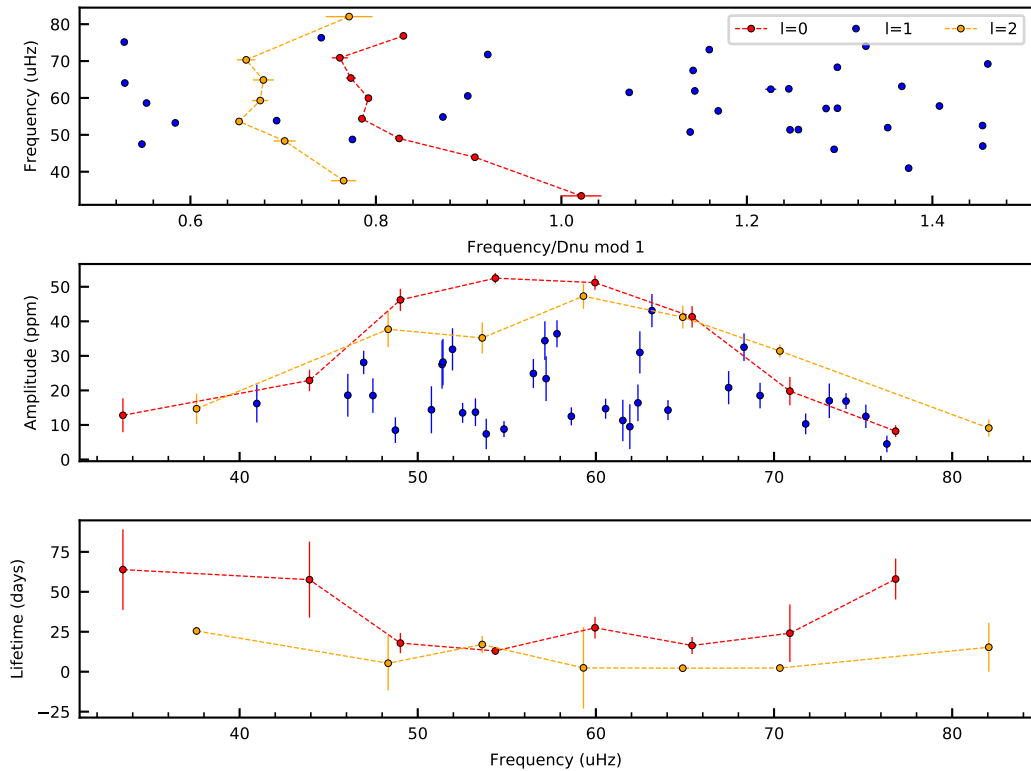 l=0 l=1 l=2
80
70
60
50
40
Frequency (uHz)
0.6 0.8 1.0 1.2 1.4
Frequency/Dnu mod 1
50
40
30
20
10
0
Amplitude (ppm)
40 50 60 70 80
75
50
25
0
−25
Lifetime (days)
40 50 60 70 80
Frequency (uHz)